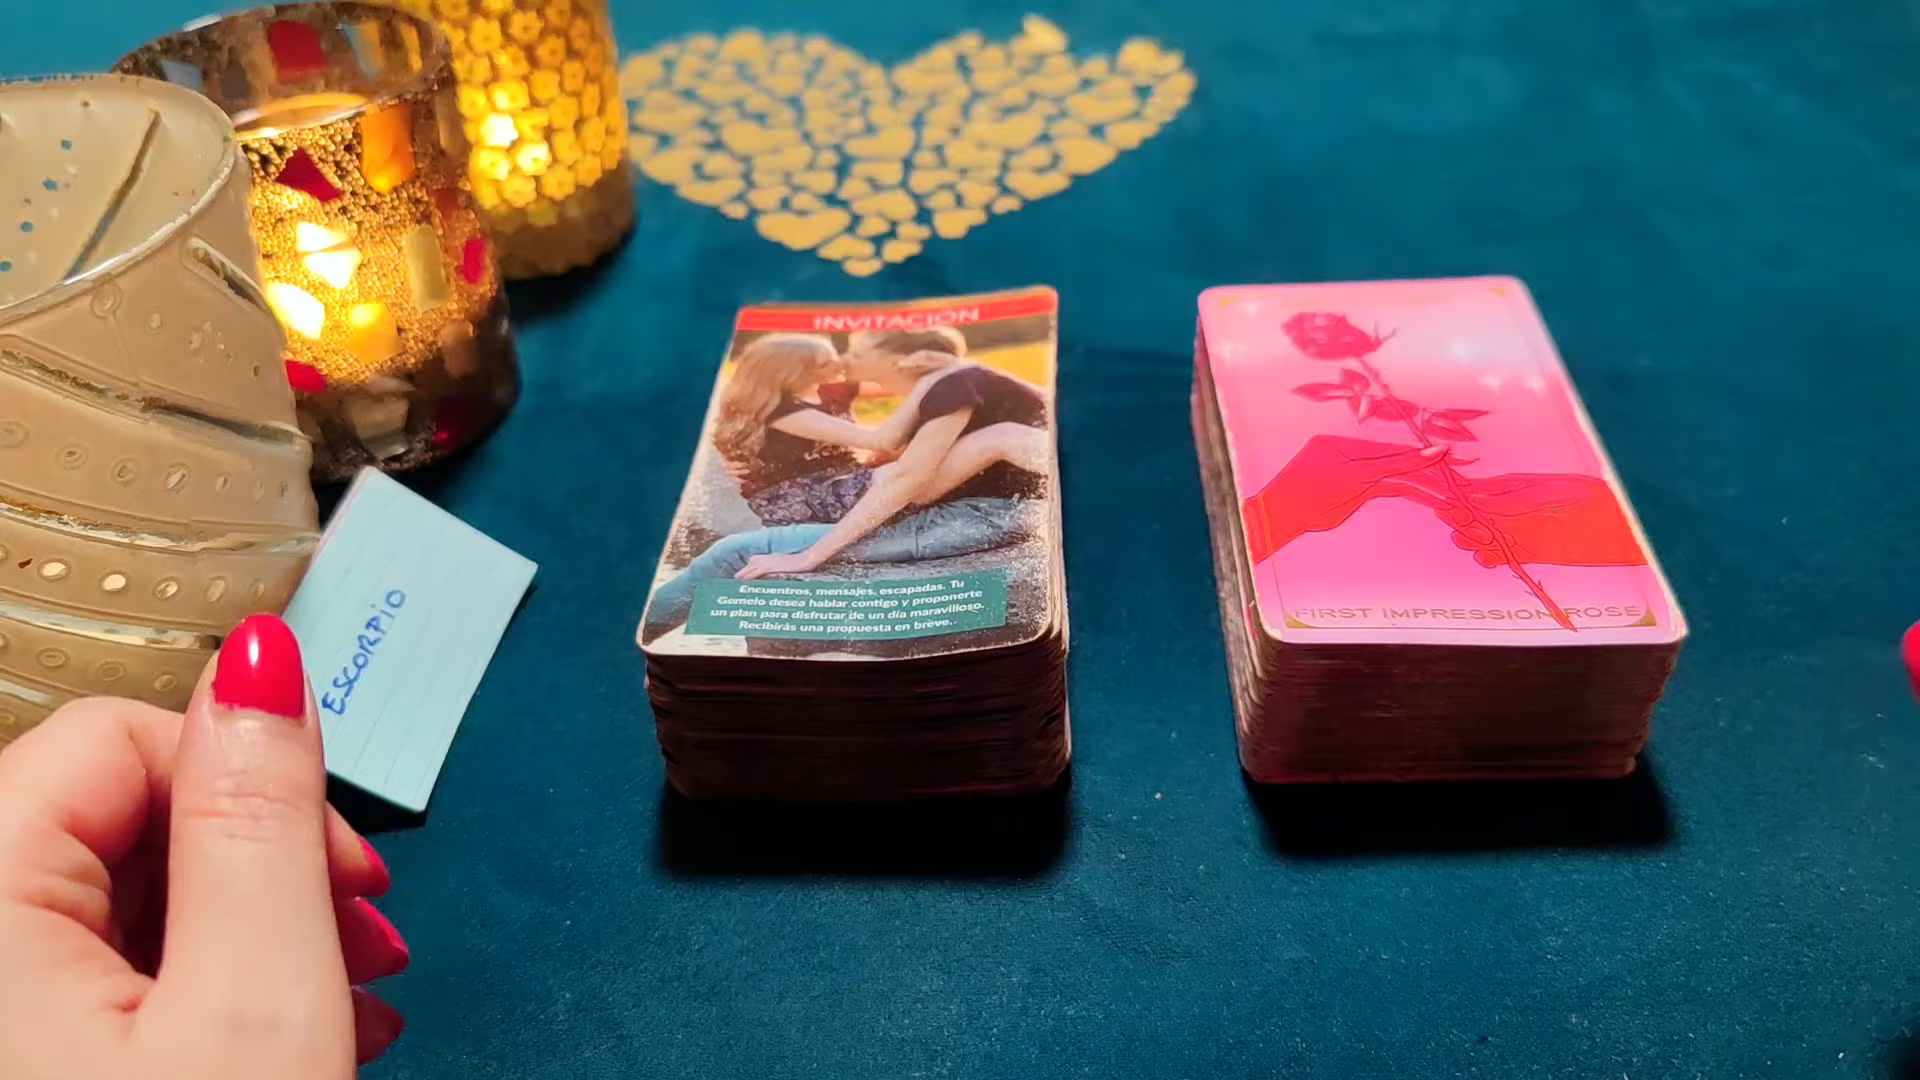 INVITACION
Encuentros, mensajes, escapadas. Tu
Gemelo desea hablar contigo y proponerte
un plan para disfrutar de un día maravilloso.
Recibirás una propuesta en breve.
FIRST IMPRESSION ROSE
ESCORPIO